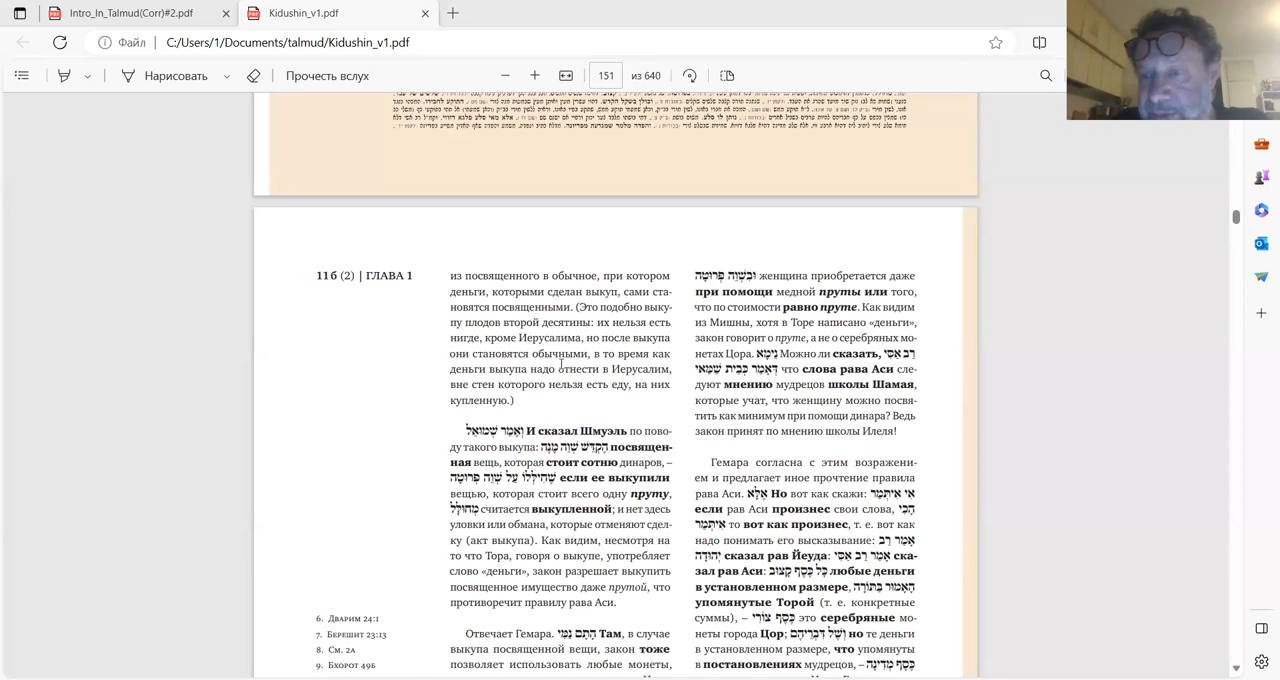 Intro_In_Talmud(Corr)#2.pdf
Kidushin_v1.pdf
Файл
C:/Users/1/Documents/talmud/Kidushin_v1.pdf
Нарисовать
Прочесть вслух
151
из 640
11б (2) | ГЛАВА 1
из посвященного в обычное, при котором
деньги, которыми сделан выкуп, сами ста-
новятся посвященными. (Это подобно выку-
пу плодов второй десятины: их нельзя есть
нигде, кроме Иерусалима, но после выкупа
они становятся обычными, в то время как
деньги выкупа надо отнести в Иерусалим,
вне стен которого нельзя есть еду, на них
купленную.)
וְאָמַר שְׁמוּאֵל И сказал Шмуэль по пово-
ду такого выкупа: הֶקְדֵּשׁ שָׁוֶה מָנֶה посвящен-
ная вещь, которая стоит сотню динаров, –
שֶׁחִילְּלוֹ עַל שָׁוֶה פְּרוּטָה если ее выкупили
вещью, которая стоит всего одну пруту,
מְחוּלָּל считается выкупленной; и нет здесь
уловки или обмана, которые отменяют сдел-
ку (акт выкупа). Как видим, несмотря на
то что Тора, говоря о выкупе, употребляет
слово «деньги», закон разрешает выкупить
посвященное имущество даже прутой, что
противоречит правилу рава Аси.
Отвечает Гемара. הָתָם נַמֵּי Там, в случае
выкупа посвященной вещи, закон тоже
позволяет использовать любые монеты,
6. Дварим 24:1
7. Берешит 23:13
8. См. 2а
9. Бхорот 49б
וּבְשָׁוֶה פְּרוּטָה женщина приобретается даже
при помощи медной пруты или того,
что по стоимости равно пруте. Как видим
из Мишны, хотя в Торе написано «деньги»,
закон говорит о пруте, а не о серебряных мо-
нетах Цора. נֵימָא Можно ли сказать, רַב אַסִּי
דְּאָמַר כְּבֵית שַׁמַּאי что слова рава Аси сле-
дуют мнению мудрецов школы Шамая,
которые учат, что женщину можно посвя-
тить как минимум при помощи динара? Ведь
закон принят по мнению школы Илеля!
Гемара согласна с этим возражени-
ем и предлагает иное прочтение правила
рава Аси. אֶלָּא Но вот как скажи: אִי אִיתְּמַר
если рав Аси произнес свои слова, הָכִי
אִיתְּמַר то вот как произнес, т. е. вот как
надо понимать его высказывание: אָמַר רַב
יְהוּדָה сказал рав Йеуда: אָמַר רַב אַסִּי ска-
зал рав Аси: כָּל כֶּסֶף קָצוּב любые деньги
в установленном размере, הָאָמוּר בַּתּוֹרָה
упомянутые Торой (т. е. конкретные
суммы), – כֶּסֶף צוֹרִי это серебряные мо-
неты города Цор; וְשֶׁל דִּבְרֵיהֶם но те деньги
в установленном размере, что упомянуты
в постановлениях мудрецов, – כֶּסֶף מְדִינָה